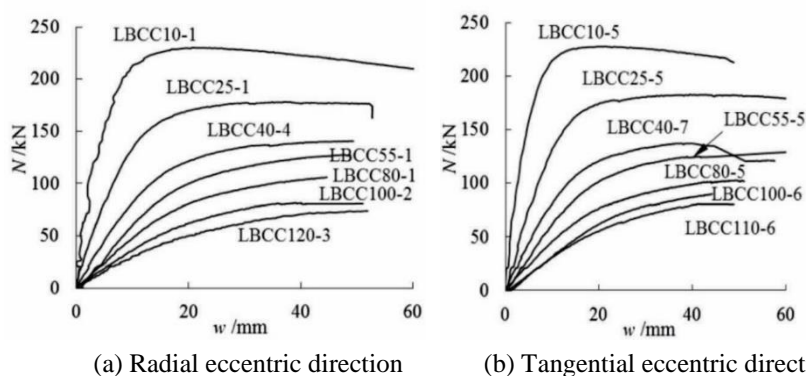 250
200
150
100
50
0
N/kN
LBCC10-1
LBCC25-1
LBCC40-4
LBCC55-1
LBCC80-1
LBCC100-2
LBCC120-3
0 20 40 60
w /mm
(a) Radial eccentric direction
250
200
150
100
50
0
N/kN
LBCC10-5
LBCC25-5
LBCC40-7
LBCC55-5
LBCC80-5
LBCC100-6
LBCC110-6
0 20 40 60
w /mm
(b) Tangential eccentric direct